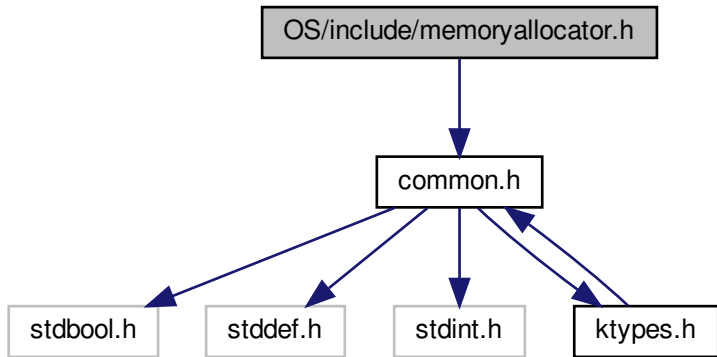 OS/include/memoryallocator.h
common.h
stdbool.h
stddef.h
stdint.h
ktypes.h